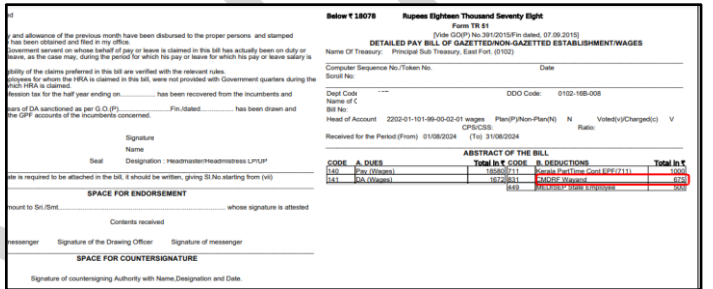 ed
y and allowance of the previous month have been disbursed to the proper persons and stamped
has been obtained and filed in my office.
Goverment servent on whose behalf of pay or leave is claimed in this bill has actually been on duty or
leave, as the case may, during the period for which his pay or leave for which he his pay or leave salary is
gibility of the claims preferred in this bill are verified with the relevant rules.
ployees for whom the HRA is claimed in this bill, were not provided with Government quarters during the
which HRA is claimed.
ofession tax for the half year ending on............... has been recovered from the incumbents and
ears of DA sanctioned as per G.O.(P)...................Fin./dated................... has been drawn and
the GPF accounts of the incumbents concerned.
Signature
Name
Seal Designation : Headmaster/Headmistress LP/UP
ate is required to be attached in the bill, it should be written, giving Sl.No.starting from (vii)
SPACE FOR ENDORSEMENT
mount to Sri./Smt. whose signature is attested
Contents received
messenger Signature of the Drawing Officer Signature of messenger
SPACE FOR COUNTERSIGNATURE
Signature of countersigning Authority with Name,Designation and Date.
Below ₹ 18078 Rupees Eighteen Thousand Seventy Eight
Form TR 51
[Vide GO(P) No.391/2015/Fin dated, 07.09.2015]
DETAILED PAY BILL OF GAZETTED/NON-GAZETTED ESTABLISHMENT/WAGES
Name Of Treasury: Principal Sub Treasury, East Fort. (0102)
Computer Sequence No./Token No. Date
Scroll No:
Dept Code DDO Code: 0102-16B-008
Name of
Bill No:
Head of Account 2202-01-101-99-00-02-01 wages Plan(P)/Non-Plan(N) N Voted(v)/Charged(c) V
CPS/CSS: Ratio:
Received for the Period (From) 01/08/2024 (To) 31/08/2024
ABSTRACT OF THE BILL
CODE A. DUES Total in ₹ CODE B. DEDUCTIONS Total in ₹
140 Pay (Wages) 18580 711 Kerala PartTime Cont EPF(711) 1000
141 DA (Wages) 1672 831 CMDRF Wayand 675
449 MEDISEP State Employee 500